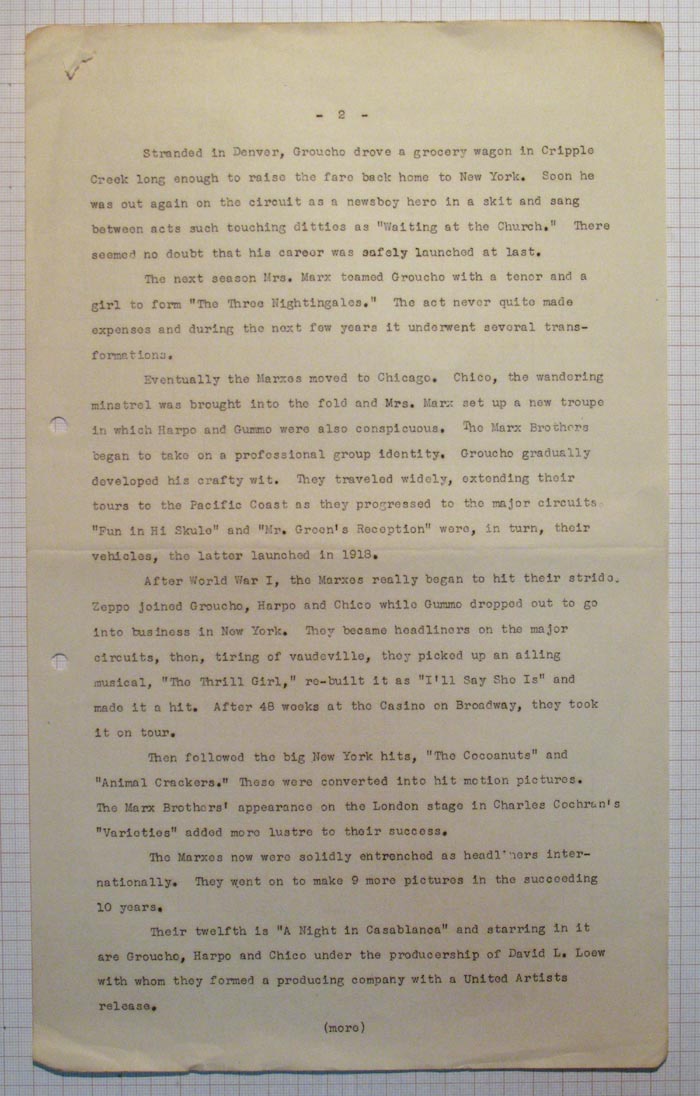 - 2 -
Stranded in Denver, Groucho drove a grocery wagon in Cripple
Creek long enough to raise the fare back home to New York. Soon he
was out again on the circuit as a newsboy hero in a skit and sang
between acts such touching ditties as "Waiting at the Church." There
seemed no doubt that his career was safely launched at last.
The next season Mrs. Marx teamed Groucho with a tenor and a
girl to form "The Three Nightingales." The act never quite made
expenses and during the next few years it underwent several trans-
formations.
Eventually the Marxes moved to Chicago. Chico, the wandering
minstrel was brought into the fold and Mrs. Marx set up a new troupe
in which Harpo and Gummo were also conspicuous. The Marx Brothers
began to take on a professional group identity. Groucho gradually
developed his crafty wit. They traveled widely, extending their
tours to the Pacific Coast as they progressed to the major circuits.
"Fun in Hi Skule" and "Mr. Green's Reception" were, in turn, their
vehicles, the latter launched in 1918.
After World War I, the Marxes really began to hit their stride.
Zeppo joined Groucho, Harpo and Chico while Gummo dropped out to go
into business in New York. They became headliners on the major
circuits, then, tiring of vaudeville, they picked up an ailing
musical, "The Thrill Girl," re-built it as "I'll Say She Is" and
made it a hit. After 48 weeks at the Casino on Broadway, they took
it on tour.
Then followed the big New York hits, "The Cocoanuts" and
"Animal Crackers." These were converted into hit motion pictures.
The Marx Brothers' appearance on the London stage in Charles Cochran's
"Varieties" added more lustre to their success.
The Marxes now were solidly entrenched as headliners inter-
nationally. They went on to make 9 more pictures in the succeeding
10 years.
Their twelfth is "A Night in Casablanca" and starring in it
are Groucho, Harpo and Chico under the producership of David L. Loew
with whom they formed a producing company with a United Artists
release.
(more)